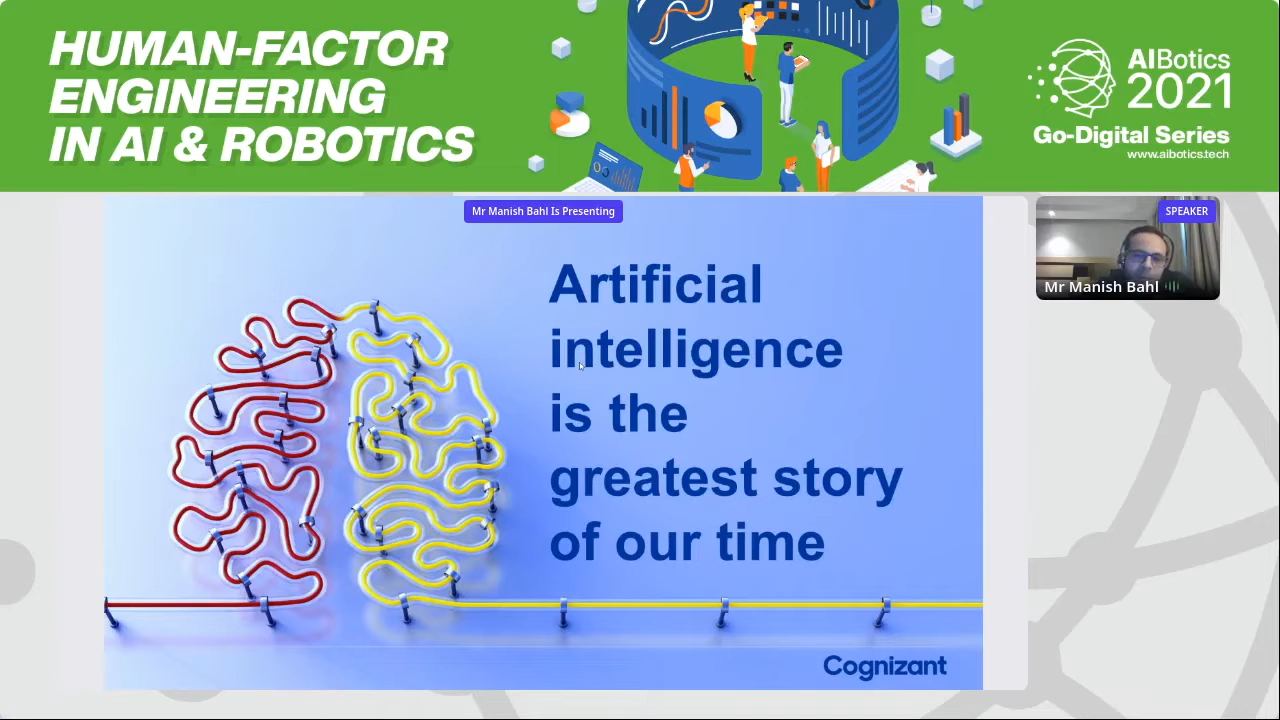 HUMAN-FACTOR
ENGINEERING
IN AI & ROBOTICS
AIBotics
2021
Go-Digital Series
www.aibotics.tech
Mr Manish Bahl Is Presenting
SPEAKER
Mr Manish Bahl
Artificial
intelligence
is the
greatest story
of our time
Cognizant